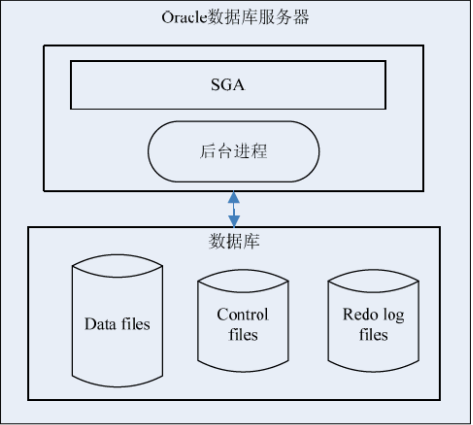 Oracle数据库服务器
SGA
后台进程
数据库
Data files
Control
files
Redo log
files